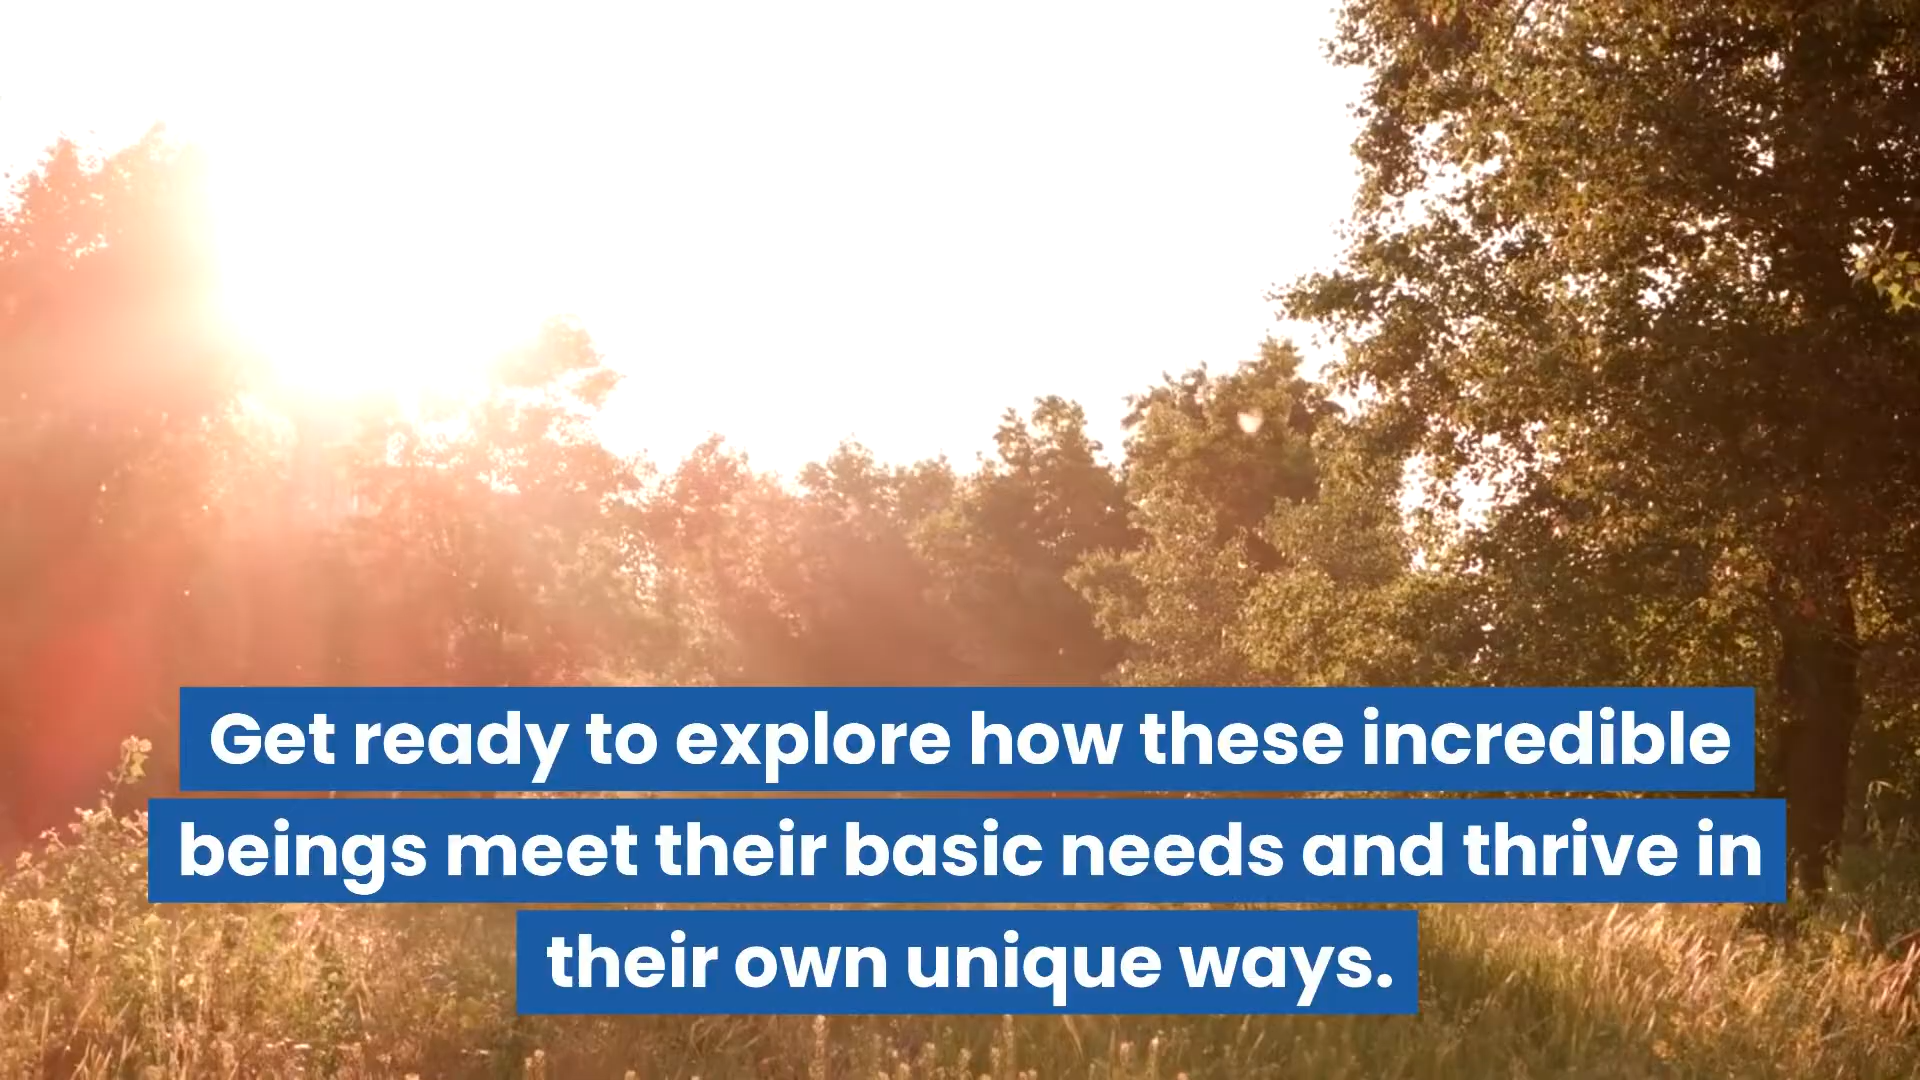 Get ready to explore how these incredible
beings meet their basic needs and thrive in
their own unique ways.